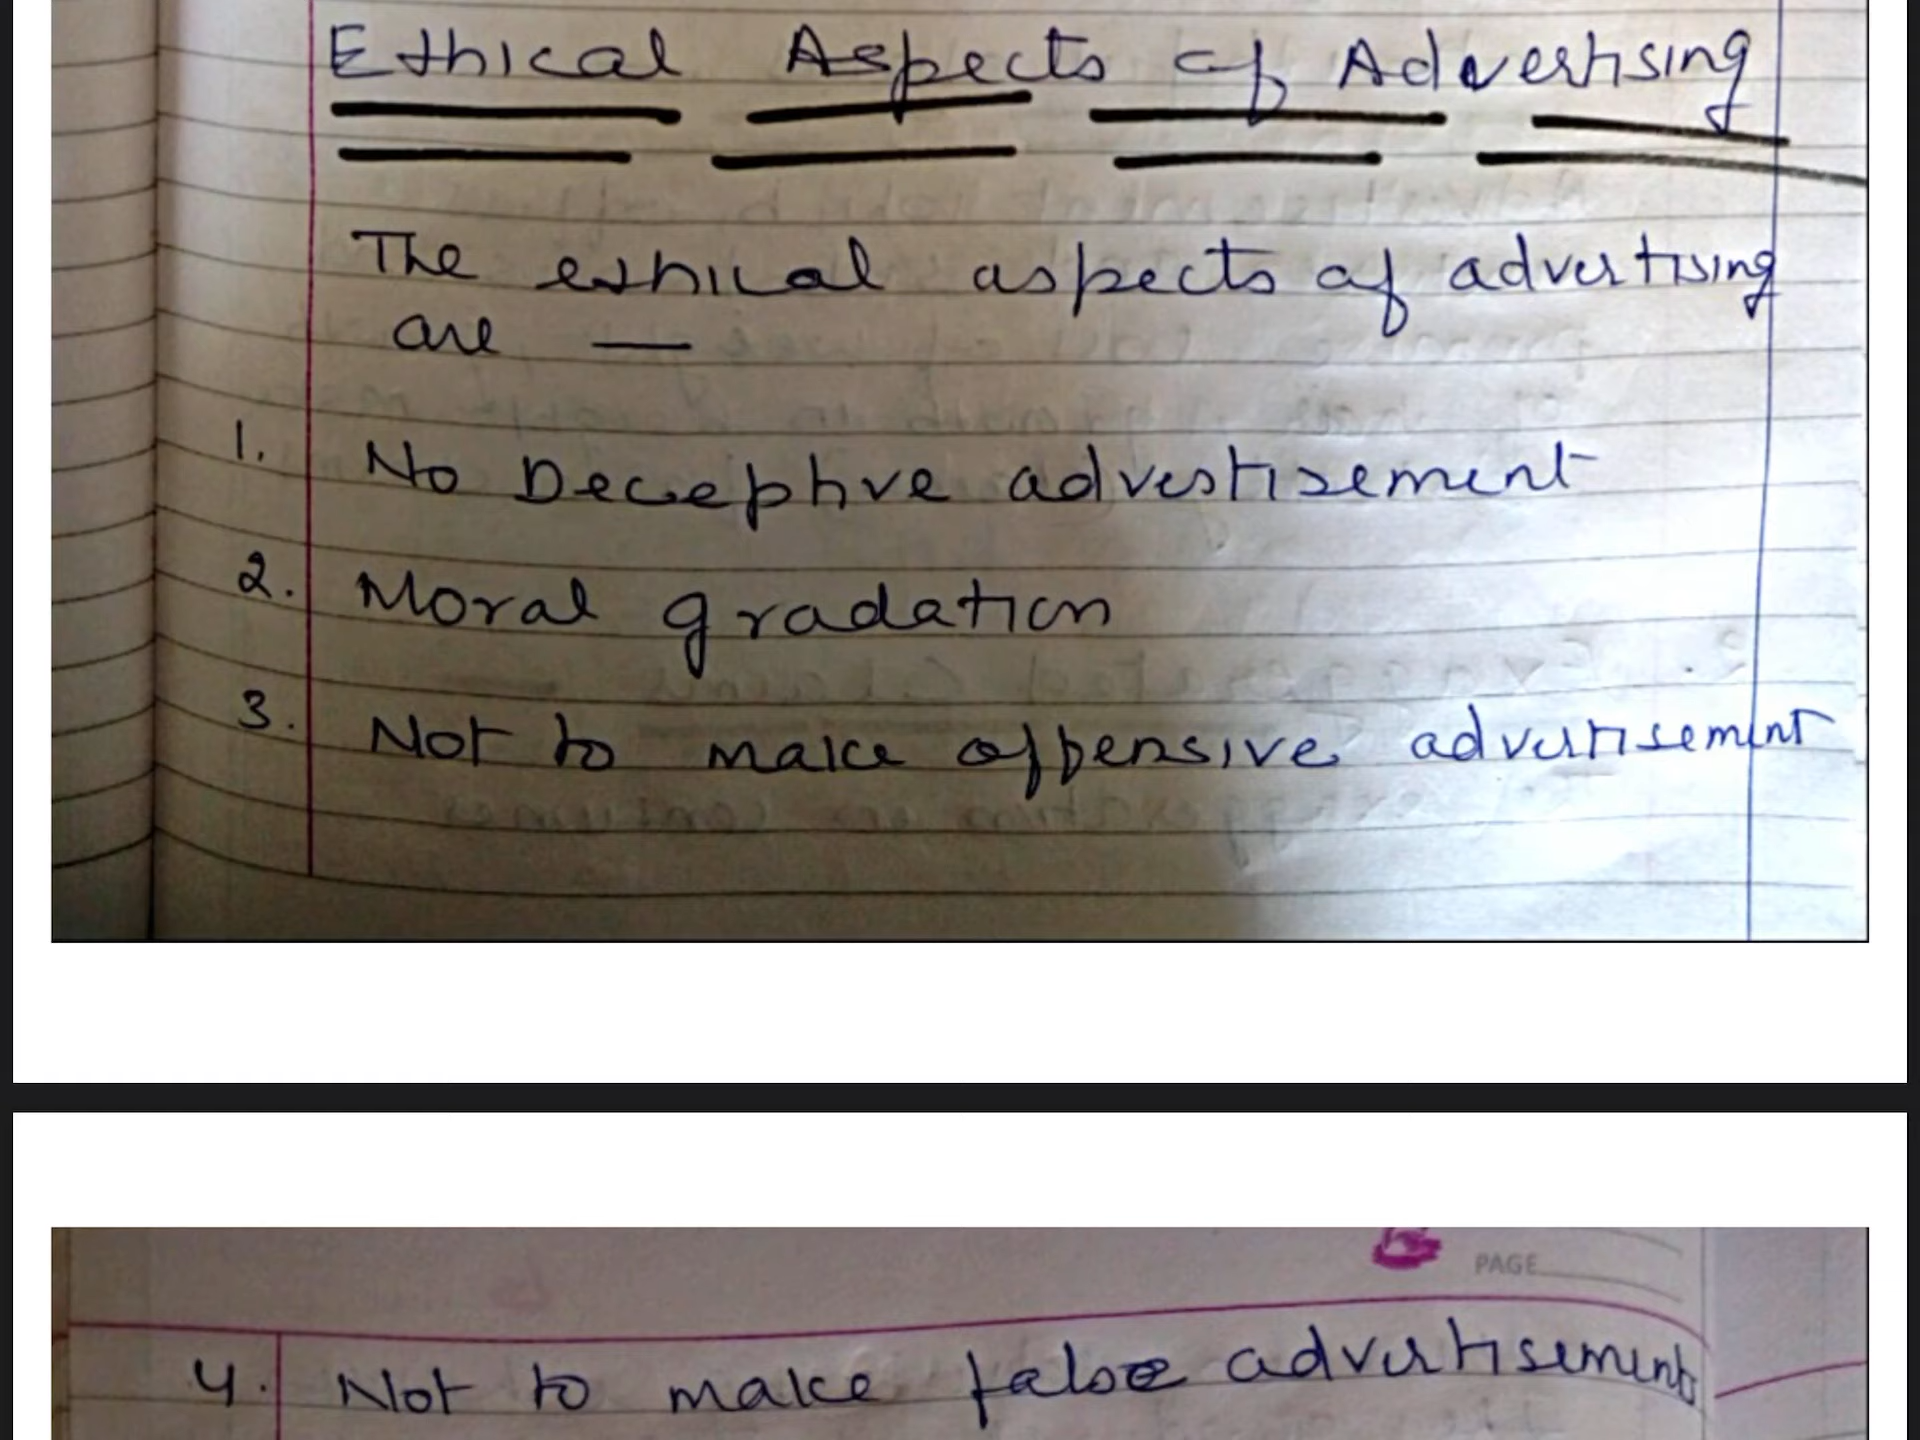 Ethical Aspects of Advertising
The ethical aspects of advertising
are —
1. No Deceptive advertisement
2. Moral gradation
3. Not to make offensive advertisement
PAGE
4. Not to make false advertisements